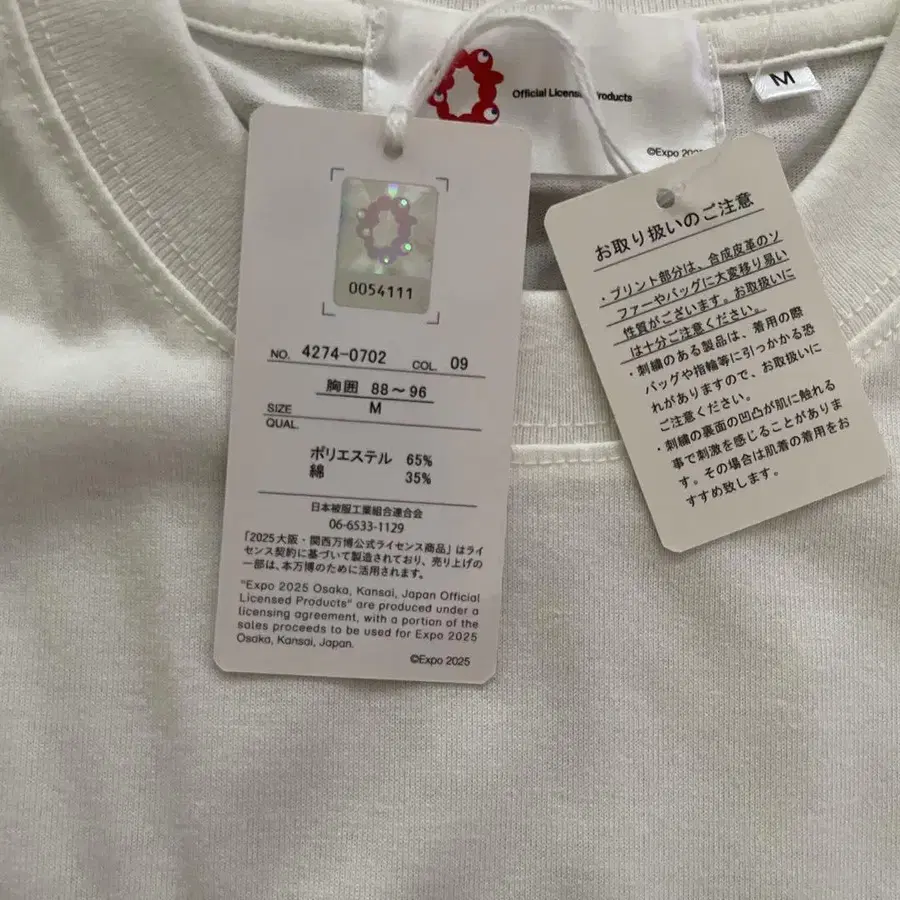 Official Licens roducts
M
©Expo 202
0054111
NO. 4274-0702 COL. 09
胸囲 88～96
SIZE M
QUAL.
ポリエステル 65%
綿 35%
日本被服工業組合連合会
06-6533-1129
「2025大阪・関西万博公式ライセンス商品」はライ
センス契約に基づいて製造されており、売り上げの
一部は、本万博のために活用されます。
"Expo 2025 Osaka, Kansai, Japan Official
Licensed Products" are produced under a
licensing agreement, with a portion of the
sales proceeds to be used for Expo 2025
Osaka, Kansai, Japan.
©Expo 2025
お取り扱いのご注意
・プリント部分は、合成皮革のソ
ファーやバッグに大変移り易い
性質がございます。お取扱いに
は十分ご注意ください。
・刺繍のある製品は、着用の際
バッグや指輪等に引っかかる恐
れがありますので、お取扱いに
ご注意ください。
・刺繍の裏面の凹凸が肌に触れる
事で刺激を感じることがありま
す。その場合は肌着の着用をお
すすめ致します。